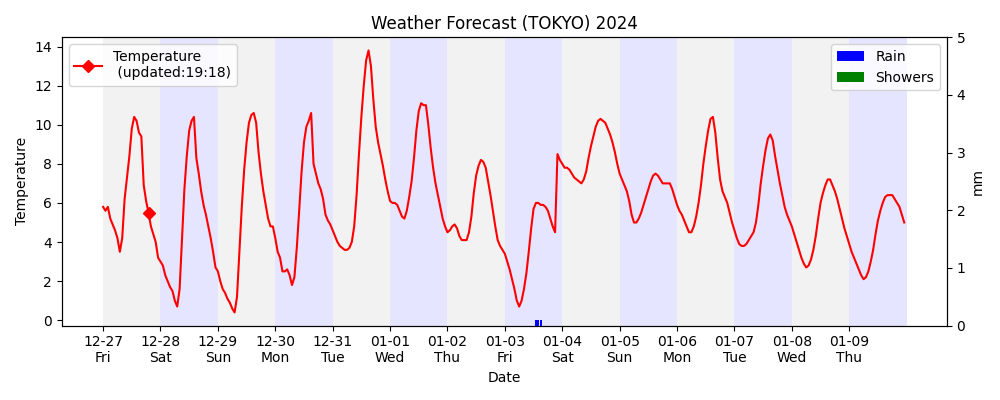 Weather Forecast (TOKYO) 2024
Temperature
(updated:19:18)
Rain
Showers
Temperature
14
12
10
8
6
4
2
0
5
4
3
2
1
0
mm
12-27 12-28 12-29 12-30 12-31 01-01 01-02 01-03 01-04 01-05 01-06 01-07 01-08 01-09
Fri Sat Sun Mon Tue Wed Thu Fri Sat Sun Mon Tue Wed Thu
Date